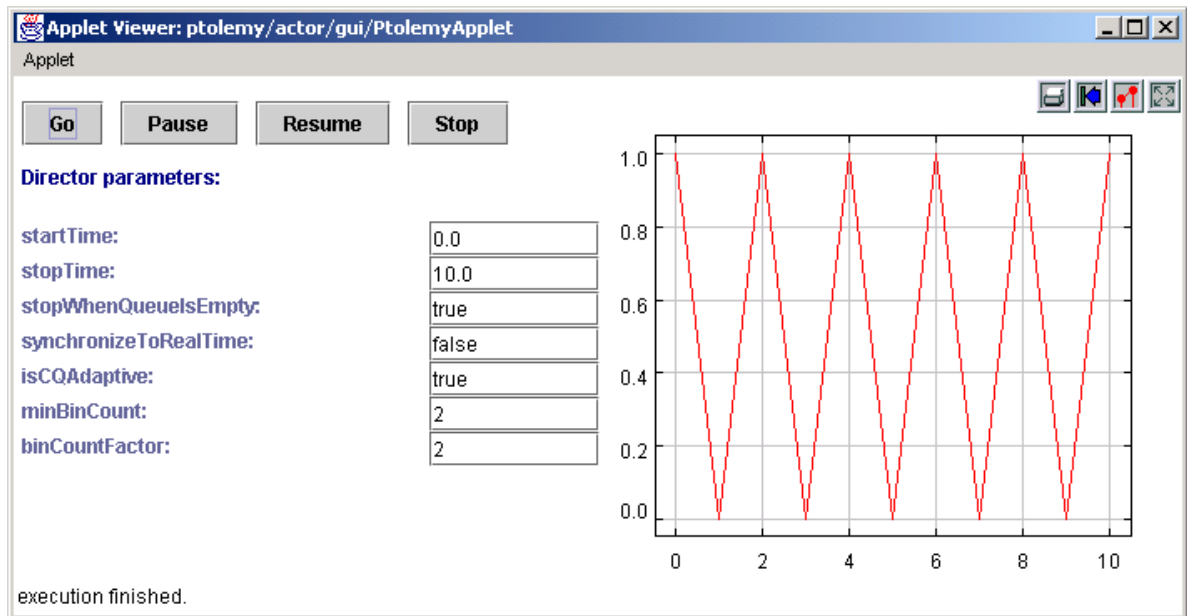 Applet Viewer: ptolemy/actor/gui/PtolemyApplet
Applet
Go Pause Resume Stop
Director parameters:
startTime: 0.0
stopTime: 10.0
stopWhenQueueIsEmpty: true
synchronizeToRealTime: false
isCQAdaptive: true
minBinCount: 2
binCountFactor: 2
1.0
0.8
0.6
0.4
0.2
0.0
0 2 4 6 8 10
execution finished.